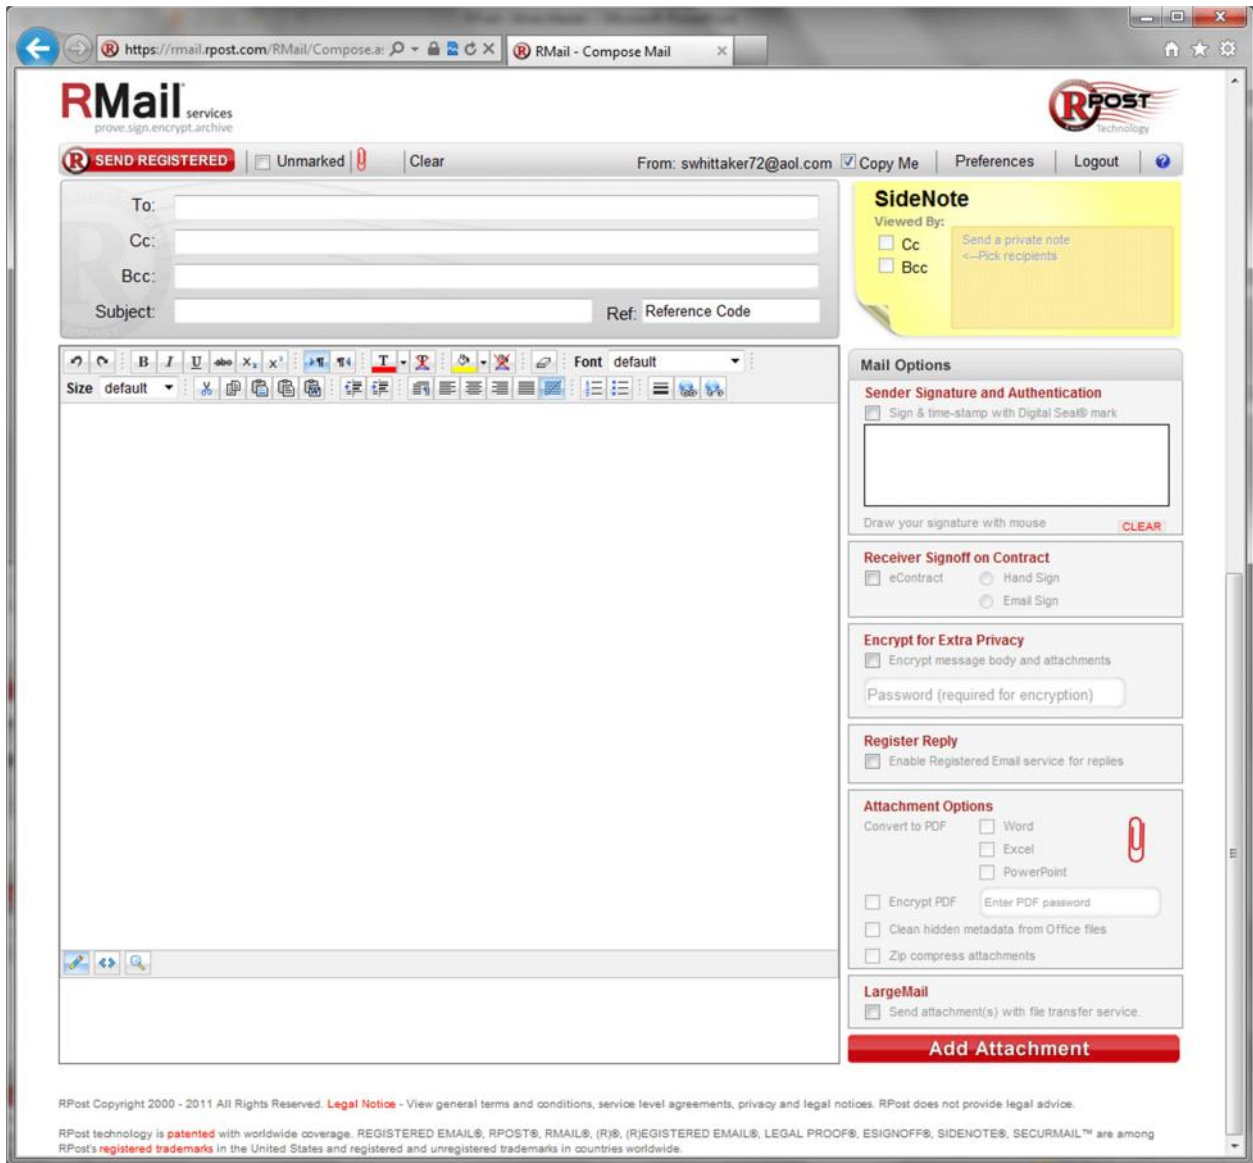 https://rmail.rpost.com/RMail/Compose.a
RMail - Compose Mail
RMail services
prove.sign.encrypt.archive
RPOST
Technology
SEND REGISTERED Unmarked Clear From: swhittaker72@aol.com Copy Me Preferences Logout
To:
Cc:
Bcc:
Subject: Ref: Reference Code
SideNote
Viewed By:
Cc
Bcc
Send a private note
<--Pick recipients
B I U abc X₂ x² T Font default
Size default
Mail Options
Sender Signature and Authentication
Sign & time-stamp with Digital Seal® mark
Draw your signature with mouse CLEAR
Receiver Signoff on Contract
eContract Hand Sign
Email Sign
Encrypt for Extra Privacy
Encrypt message body and attachments
Password (required for encryption)
Register Reply
Enable Registered Email service for replies
Attachment Options
Convert to PDF Word
Excel
PowerPoint
Encrypt PDF Enter PDF password
Clean hidden metadata from Office files
Zip compress attachments
LargeMail
Send attachment(s) with file transfer service.
Add Attachment
RPost Copyright 2000 - 2011 All Rights Reserved. Legal Notice - View general terms and conditions, service level agreements, privacy and legal notices. RPost does not provide legal advice.
RPost technology is patented with worldwide coverage. REGISTERED EMAIL®, RPOST®, RMAIL®, (R)®, (R)EGISTERED EMAIL®, LEGAL PROOF®, ESIGNOFF®, SIDENOTE®, SECURMAIL™ are among
RPost's registered trademarks in the United States and registered and unregistered trademarks in countries worldwide.